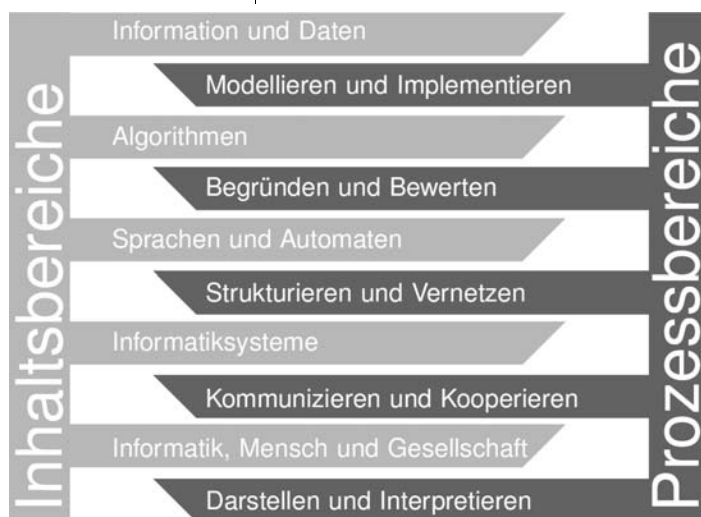 Inhaltsbereiche
Information und Daten
Modellieren und Implementieren
Algorithmen
Begründen und Bewerten
Sprachen und Automaten
Strukturieren und Vernetzen
Informatiksysteme
Kommunizieren und Kooperieren
Informatik, Mensch und Gesellschaft
Darstellen und Interpretieren
Prozessbereiche